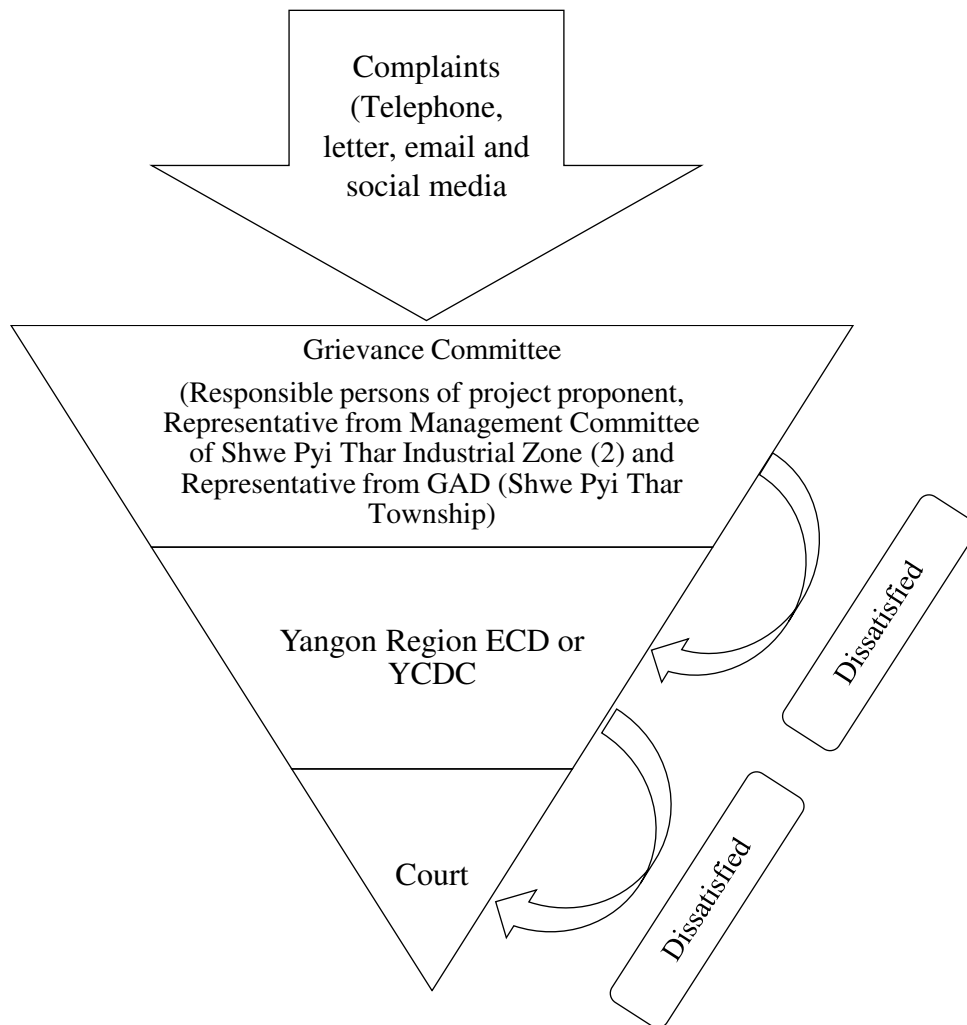 Complaints
(Telephone,
letter, email and
social media
Grievance Committee
(Responsible persons of project proponent,
Representative from Management Committee
of Shwe Pyi Thar Industrial Zone (2) and
Representative from GAD (Shwe Pyi Thar
Township)
Dissatisfied
Yangon Region ECD or
YCDC
Dissatisfied
Court